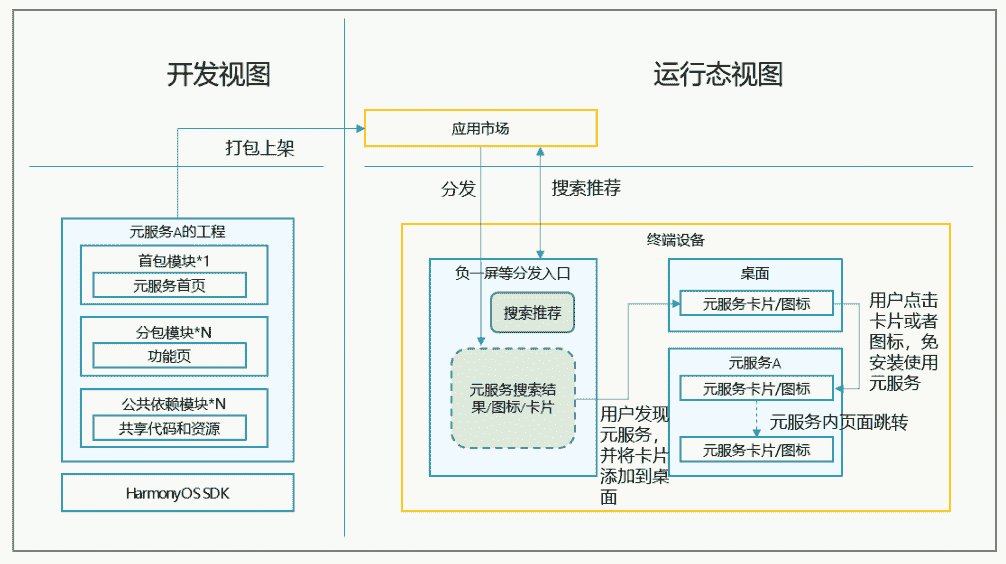 开发视图
运行态视图
应用市场
打包上架
分发
搜索推荐
元服务A的工程
首包模块*1
元服务首页
分包模块*N
功能页
公共依赖模块*N
共享代码和资源
HarmonyOS SDK
终端设备
负一屏等分发入口
搜索推荐
元服务搜索结
果/图标/卡片
用户发现
元服务，
并将卡片
添加到桌
面
桌面
元服务卡片/图标
用户点击
卡片或者
图标，免
安装使用
元服务
元服务A
元服务卡片/图标
元服务内页面跳转
元服务卡片/图标